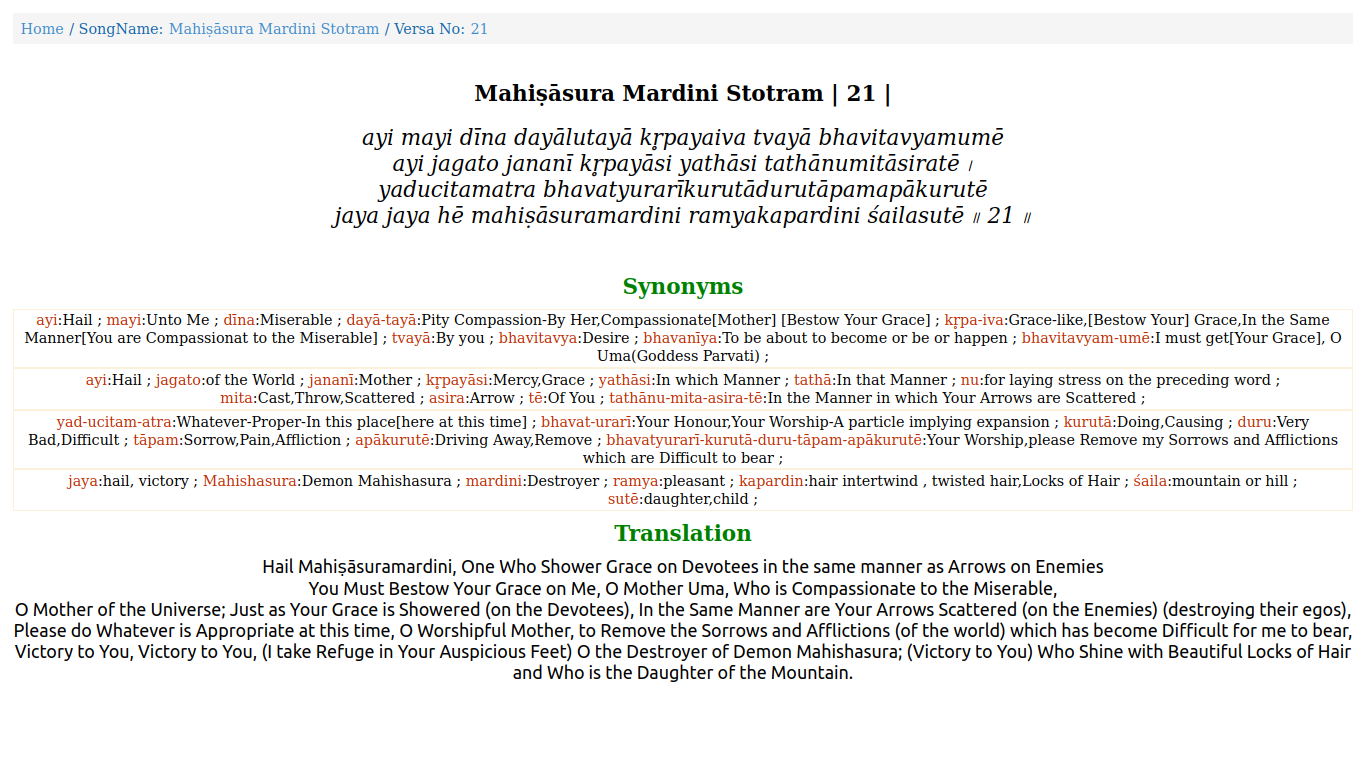 Home / SongName: Mahiṣāsura Mardini Stotram / Versa No: 21
Mahiṣāsura Mardini Stotram | 21 |
ayi mayi dīna dayālutayā kr̥payaiva tvayā bhavitavyamumē
ayi jagato jananī kr̥payāsi yathāsi tathānumitāsiratē ।
yaducitamatra bhavatyurarīkurutādurutāpamapākurutē
jaya jaya hē mahiṣāsuramardini ramyakapardini śailasutē ॥ 21 ॥
Synonyms
ayi:Hail ; mayi:Unto Me ; dīna:Miserable ; dayā-tayā:Pity Compassion-By Her,Compassionate[Mother] [Bestow Your Grace] ; kr̥pa-iva:Grace-like,[Bestow Your] Grace,In the Same
Manner[You are Compassionat to the Miserable] ; tvayā:By you ; bhavitavya:Desire ; bhavanīya:To be about to become or be or happen ; bhavitavyam-umē:I must get[Your Grace], O
Uma(Goddess Parvati) ;
ayi:Hail ; jagato:of the World ; jananī:Mother ; kr̥payāsi:Mercy,Grace ; yathāsi:In which Manner ; tathā:In that Manner ; nu:for laying stress on the preceding word ;
mita:Cast,Throw,Scattered ; asira:Arrow ; tē:Of You ; tathānu-mita-asira-tē:In the Manner in which Your Arrows are Scattered ;
yad-ucitam-atra:Whatever-Proper-In this place[here at this time] ; bhavat-urarī:Your Honour,Your Worship-A particle implying expansion ; kurutā:Doing,Causing ; duru:Very
Bad,Difficult ; tāpam:Sorrow,Pain,Affliction ; apākurutē:Driving Away,Remove ; bhavatyurarī-kurutā-duru-tāpam-apākurutē:Your Worship,please Remove my Sorrows and Afflictions
which are Difficult to bear ;
jaya:hail, victory ; Mahishasura:Demon Mahishasura ; mardini:Destroyer ; ramya:pleasant ; kapardin:hair intertwind , twisted hair,Locks of Hair ; śaila:mountain or hill ;
sutē:daughter,child ;
Translation
Hail Mahiṣāsuramardini, One Who Shower Grace on Devotees in the same manner as Arrows on Enemies
You Must Bestow Your Grace on Me, O Mother Uma, Who is Compassionate to the Miserable,
O Mother of the Universe; Just as Your Grace is Showered (on the Devotees), In the Same Manner are Your Arrows Scattered (on the Enemies) (destroying their egos),
Please do Whatever is Appropriate at this time, O Worshipful Mother, to Remove the Sorrows and Afflictions (of the world) which has become Difficult for me to bear,
Victory to You, Victory to You, (I take Refuge in Your Auspicious Feet) O the Destroyer of Demon Mahishasura; (Victory to You) Who Shine with Beautiful Locks of Hair
and Who is the Daughter of the Mountain.